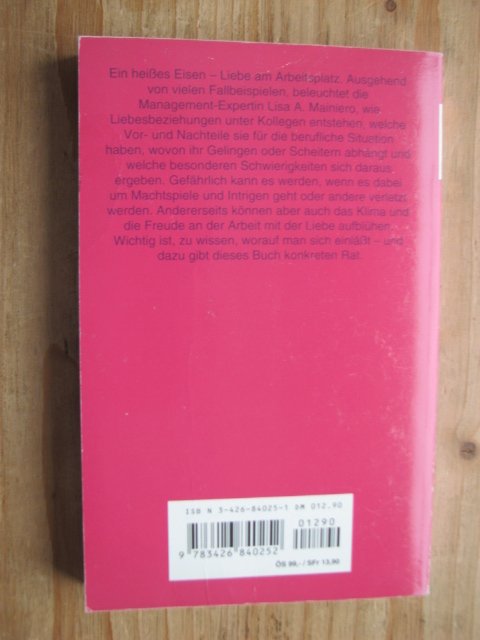 Ein heißes Eisen – Liebe am Arbeitsplatz. Ausgehend
von vielen Fallbeispielen, beleuchtet die
Management-Expertin Lisa A. Mainiero, wie
Liebesbeziehungen unter Kollegen entstehen, welche
Vor- und Nachteile sie für die berufliche Situation
haben, wovon ihr Gelingen oder Scheitern abhängt und
welche besonderen Schwierigkeiten sich daraus
ergeben. Gefährlich kann es werden, wenn es dabei
um Machtspiele und Intrigen geht oder andere verletzt
werden. Andererseits können aber auch das Klima und
die Freude an der Arbeit mit der Liebe aufblühen.
Wichtig ist, zu wissen, worauf man sich einläßt – und
dazu gibt dieses Buch konkreten Rat.
ISBN 3-426-84025-1 DM 012.90
01290
9 783426 840252
ÖS 99,- / SFr 13,90